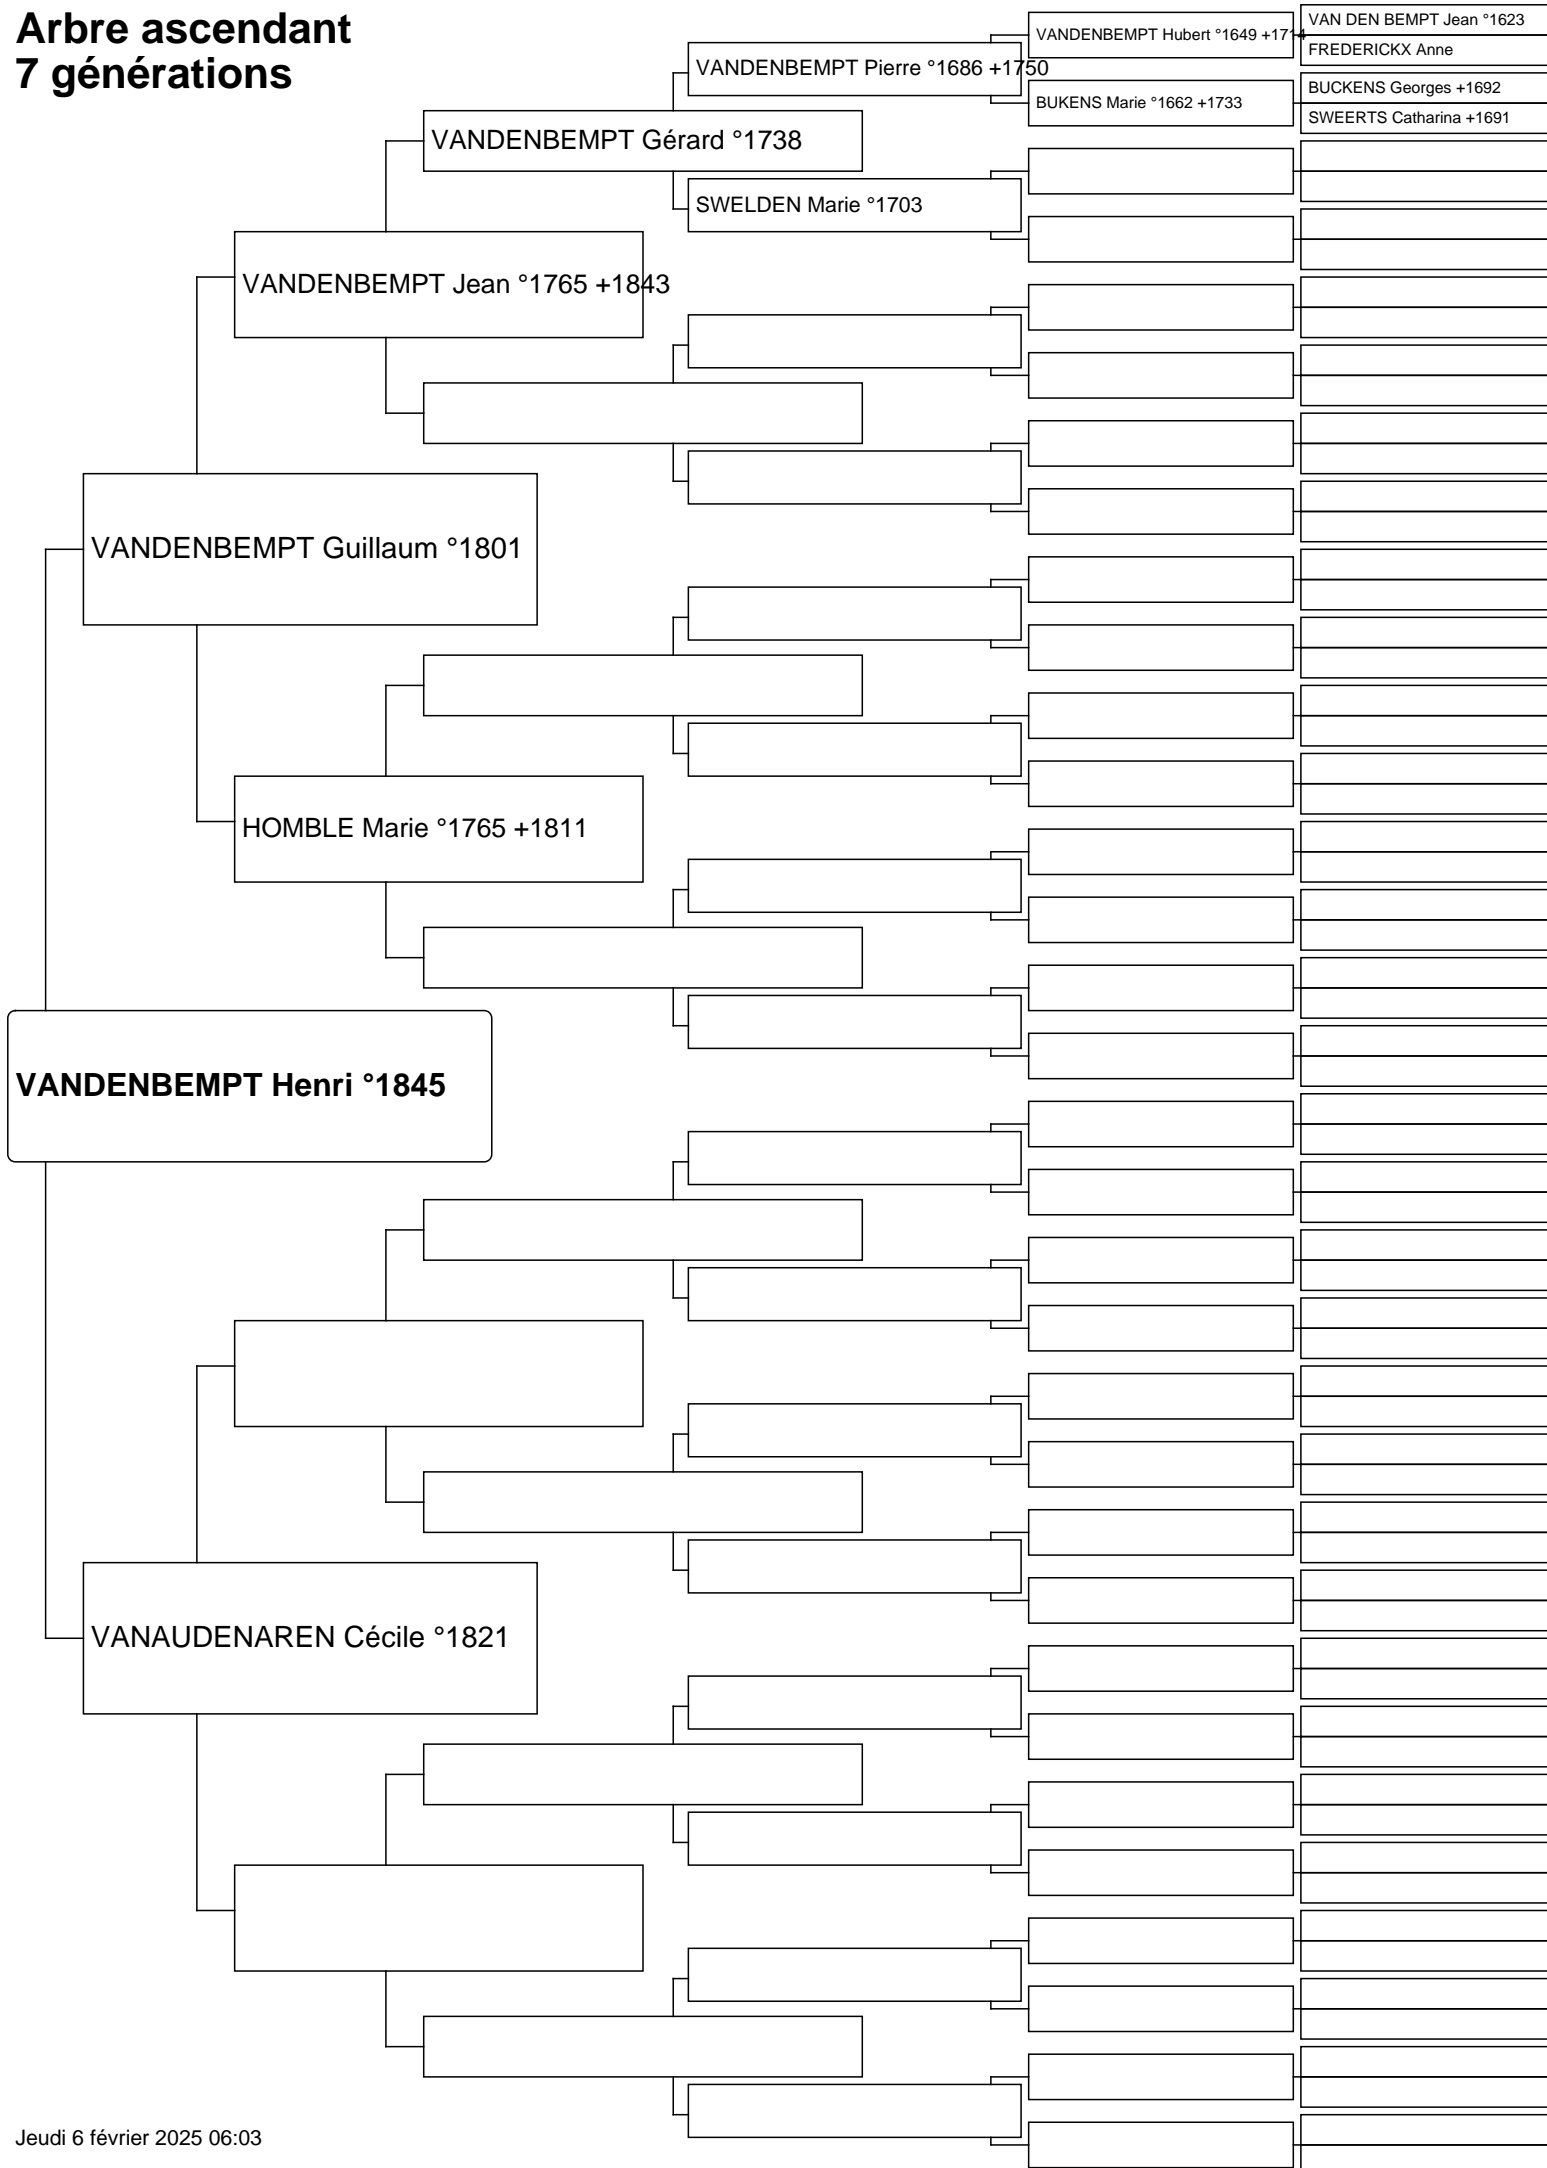 Arbre ascendant
7 générations
VANDENBEMPT Hubert °1649 +1714
VAN DEN BEMPT Jean °1623
FREDERICKX Anne
VANDENBEMPT Pierre °1686 +1750
BUKENS Marie °1662 +1733
BUCKENS Georges +1692
SWEERTS Catharina +1691
VANDENBEMPT Gérard °1738
SWELDEN Marie °1703
VANDENBEMPT Jean °1765 +1843
VANDENBEMPT Guillaum °1801
HOMBLE Marie °1765 +1811
VANDENBEMPT Henri °1845
VANAUDENAREN Cécile °1821
Jeudi 6 février 2025 06:03